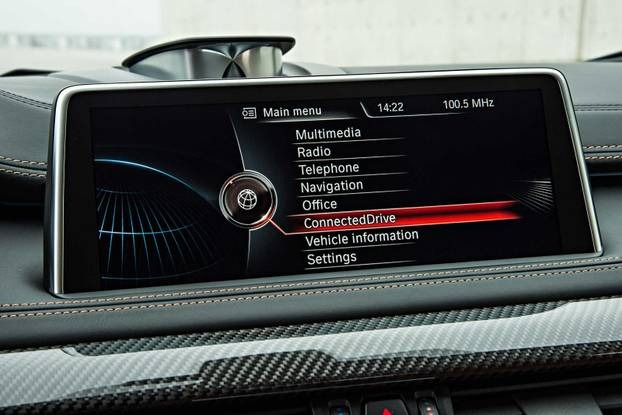 Main menu 14:22 100.5 MHz
Multimedia
Radio
Telephone
Navigation
Office
ConnectedDrive
Vehicle information
Settings